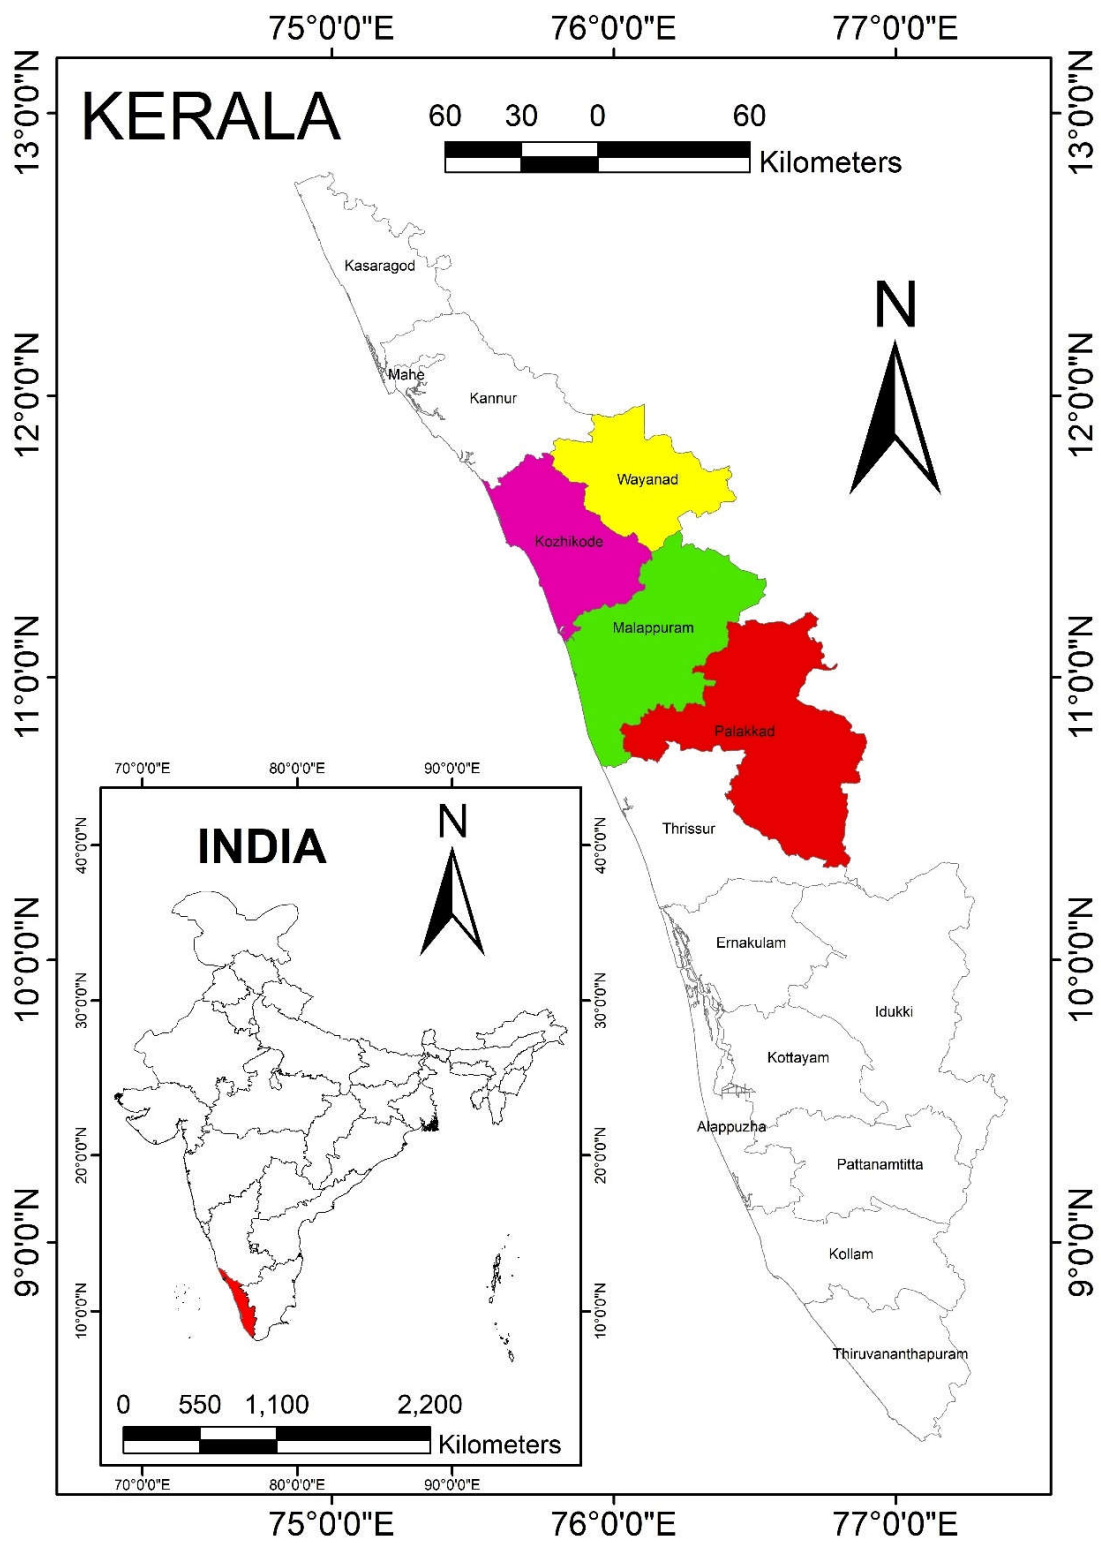 75°0'0"E 76°0'0"E 77°0'0"E
13°0'0"N
13°0'0"N
KERALA
60 30 0 60
Kilometers
Kasaragod
N
12°0'0"N
12°0'0"N
Mahe
Kannur
Wayanad
Kozhikode
Malappuram
11°0'0"N
11°0'0"N
Palakkad
Thrissur
Ernakulam
10°0'0"N
10°0'0"N
Idukki
Kottayam
Alappuzha
Pattanamtitta
9°0'0"N
9°0'0"N
Kollam
Thiruvananthapuram
70°0'0"E 80°0'0"E 90°0'0"E
N
INDIA
40°0'0"N
40°0'0"N
30°0'0"N
30°0'0"N
20°0'0"N
20°0'0"N
10°0'0"N
10°0'0"N
0 550 1,100 2,200
Kilometers
70°0'0"E 80°0'0"E 90°0'0"E
75°0'0"E 76°0'0"E 77°0'0"E